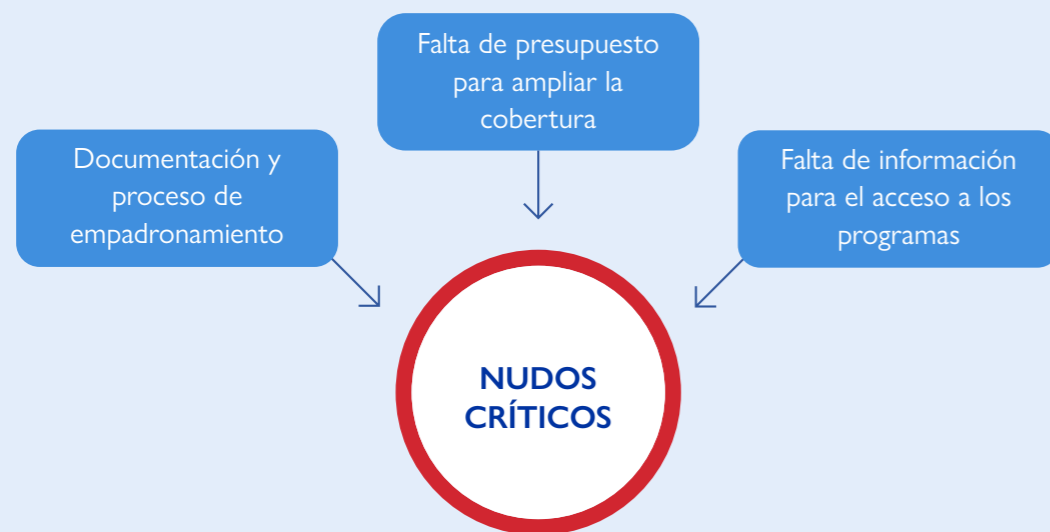 Falta de presupuesto
para ampliar la
cobertura
Documentación y
proceso de
empadronamiento
Falta de información
para el acceso a los
programas
NUDOS
CRÍTICOS